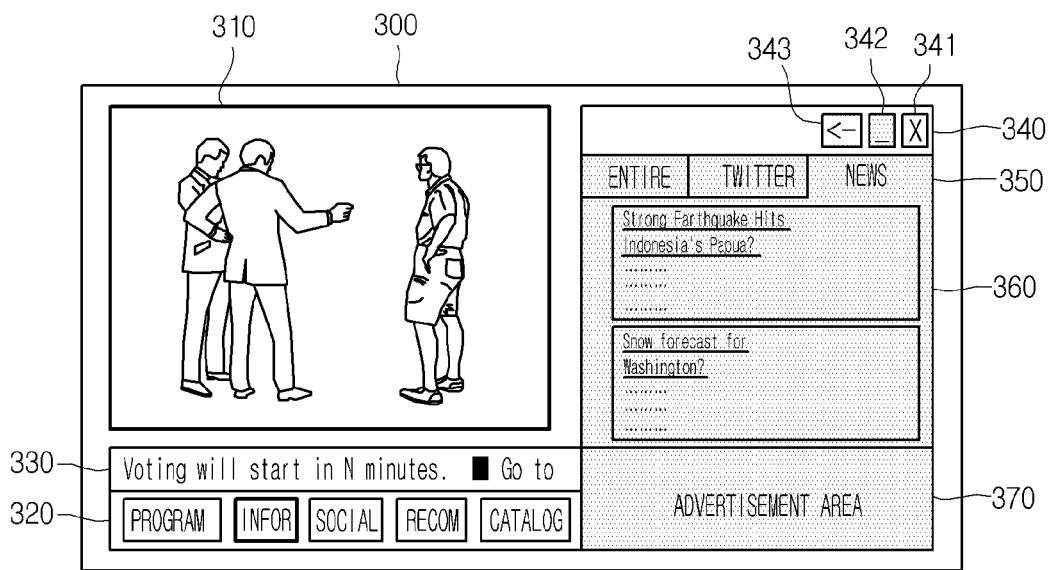 310
300
343
342
341
<-
_
X
340
ENTIRE
TWITTER
NEWS
350
Strong Earthquake Hits
Indonesia's Papua?
.........
.........
.........
360
Snow forecast for
Washington?
.........
.........
.........
330
Voting will start in N minutes. ■ Go to
320
PROGRAM
INFOR
SOCIAL
RECOM
CATALOG
ADVERTISEMENT AREA
370